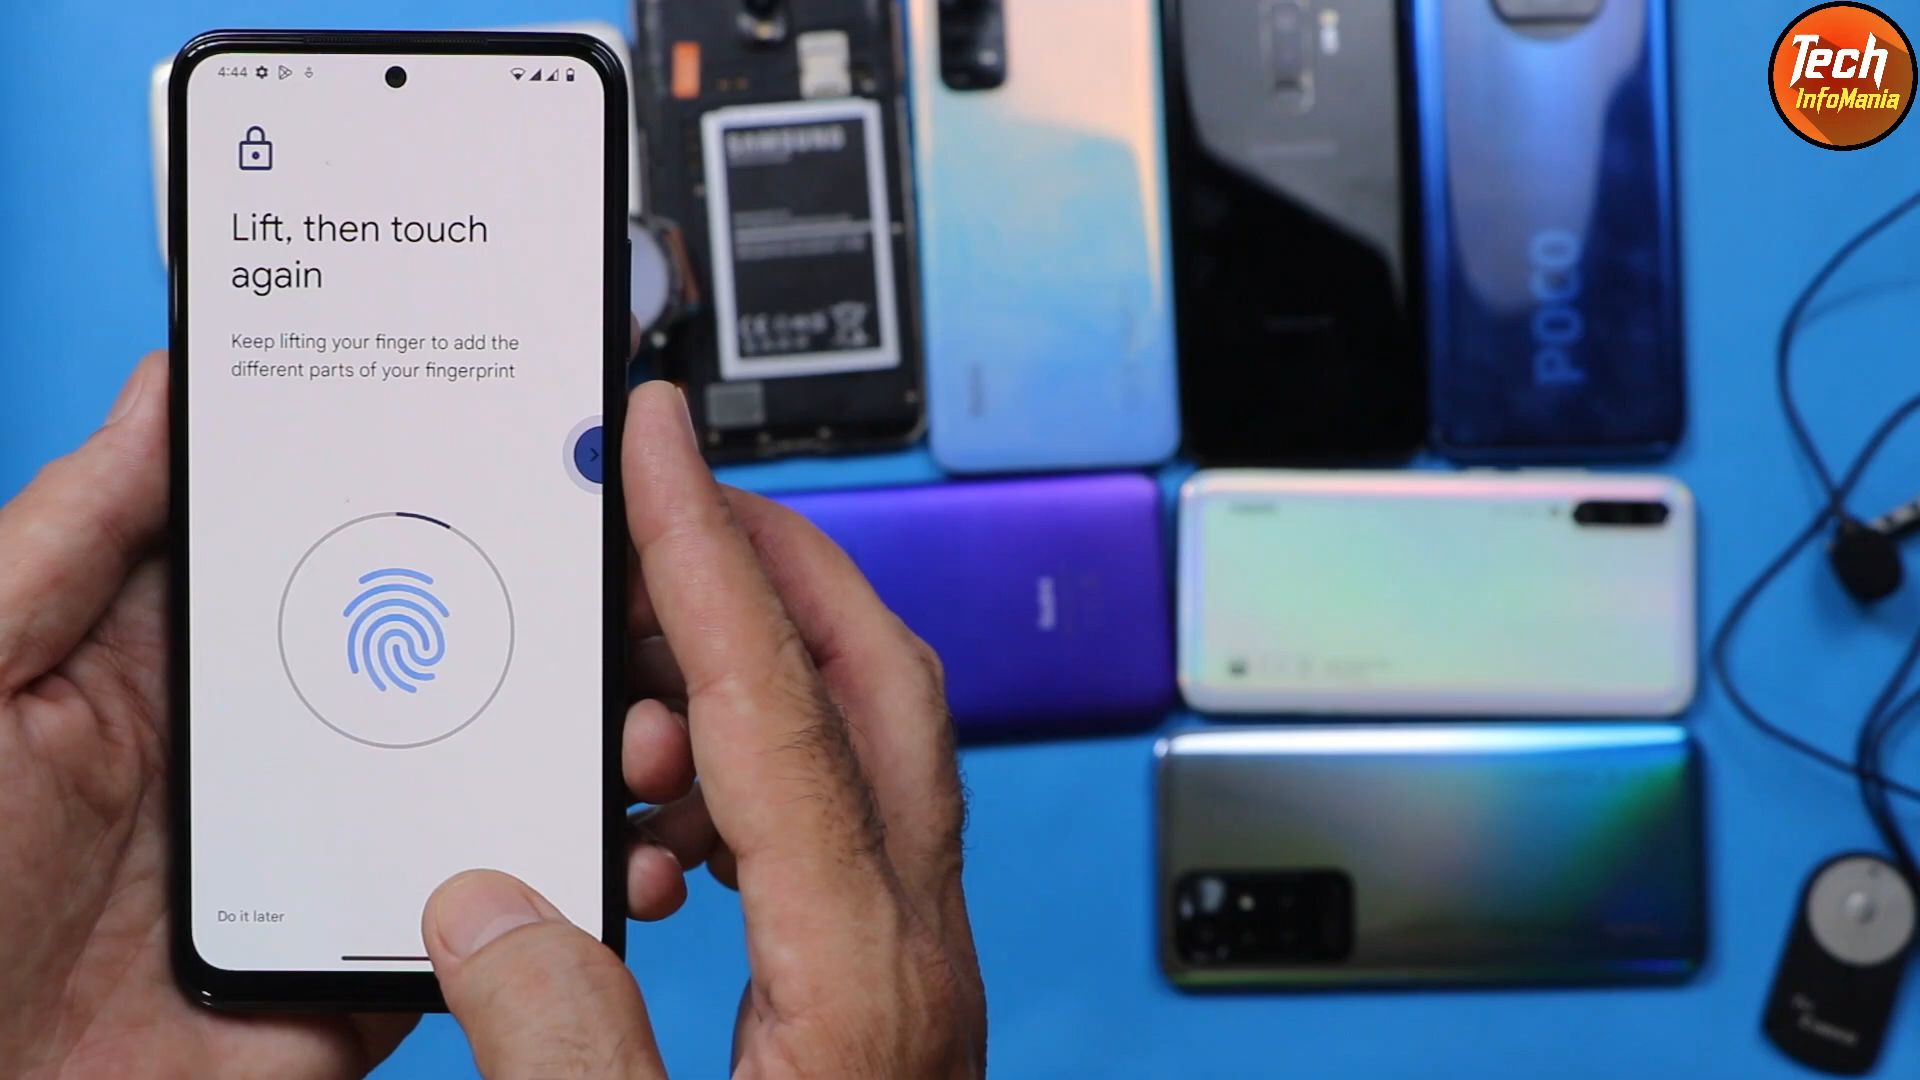 4:44
Lift, then touch
again
Keep lifting your finger to add the
different parts of your fingerprint
Do it later
SAMSUNG
POCO
Tech
InfoMania